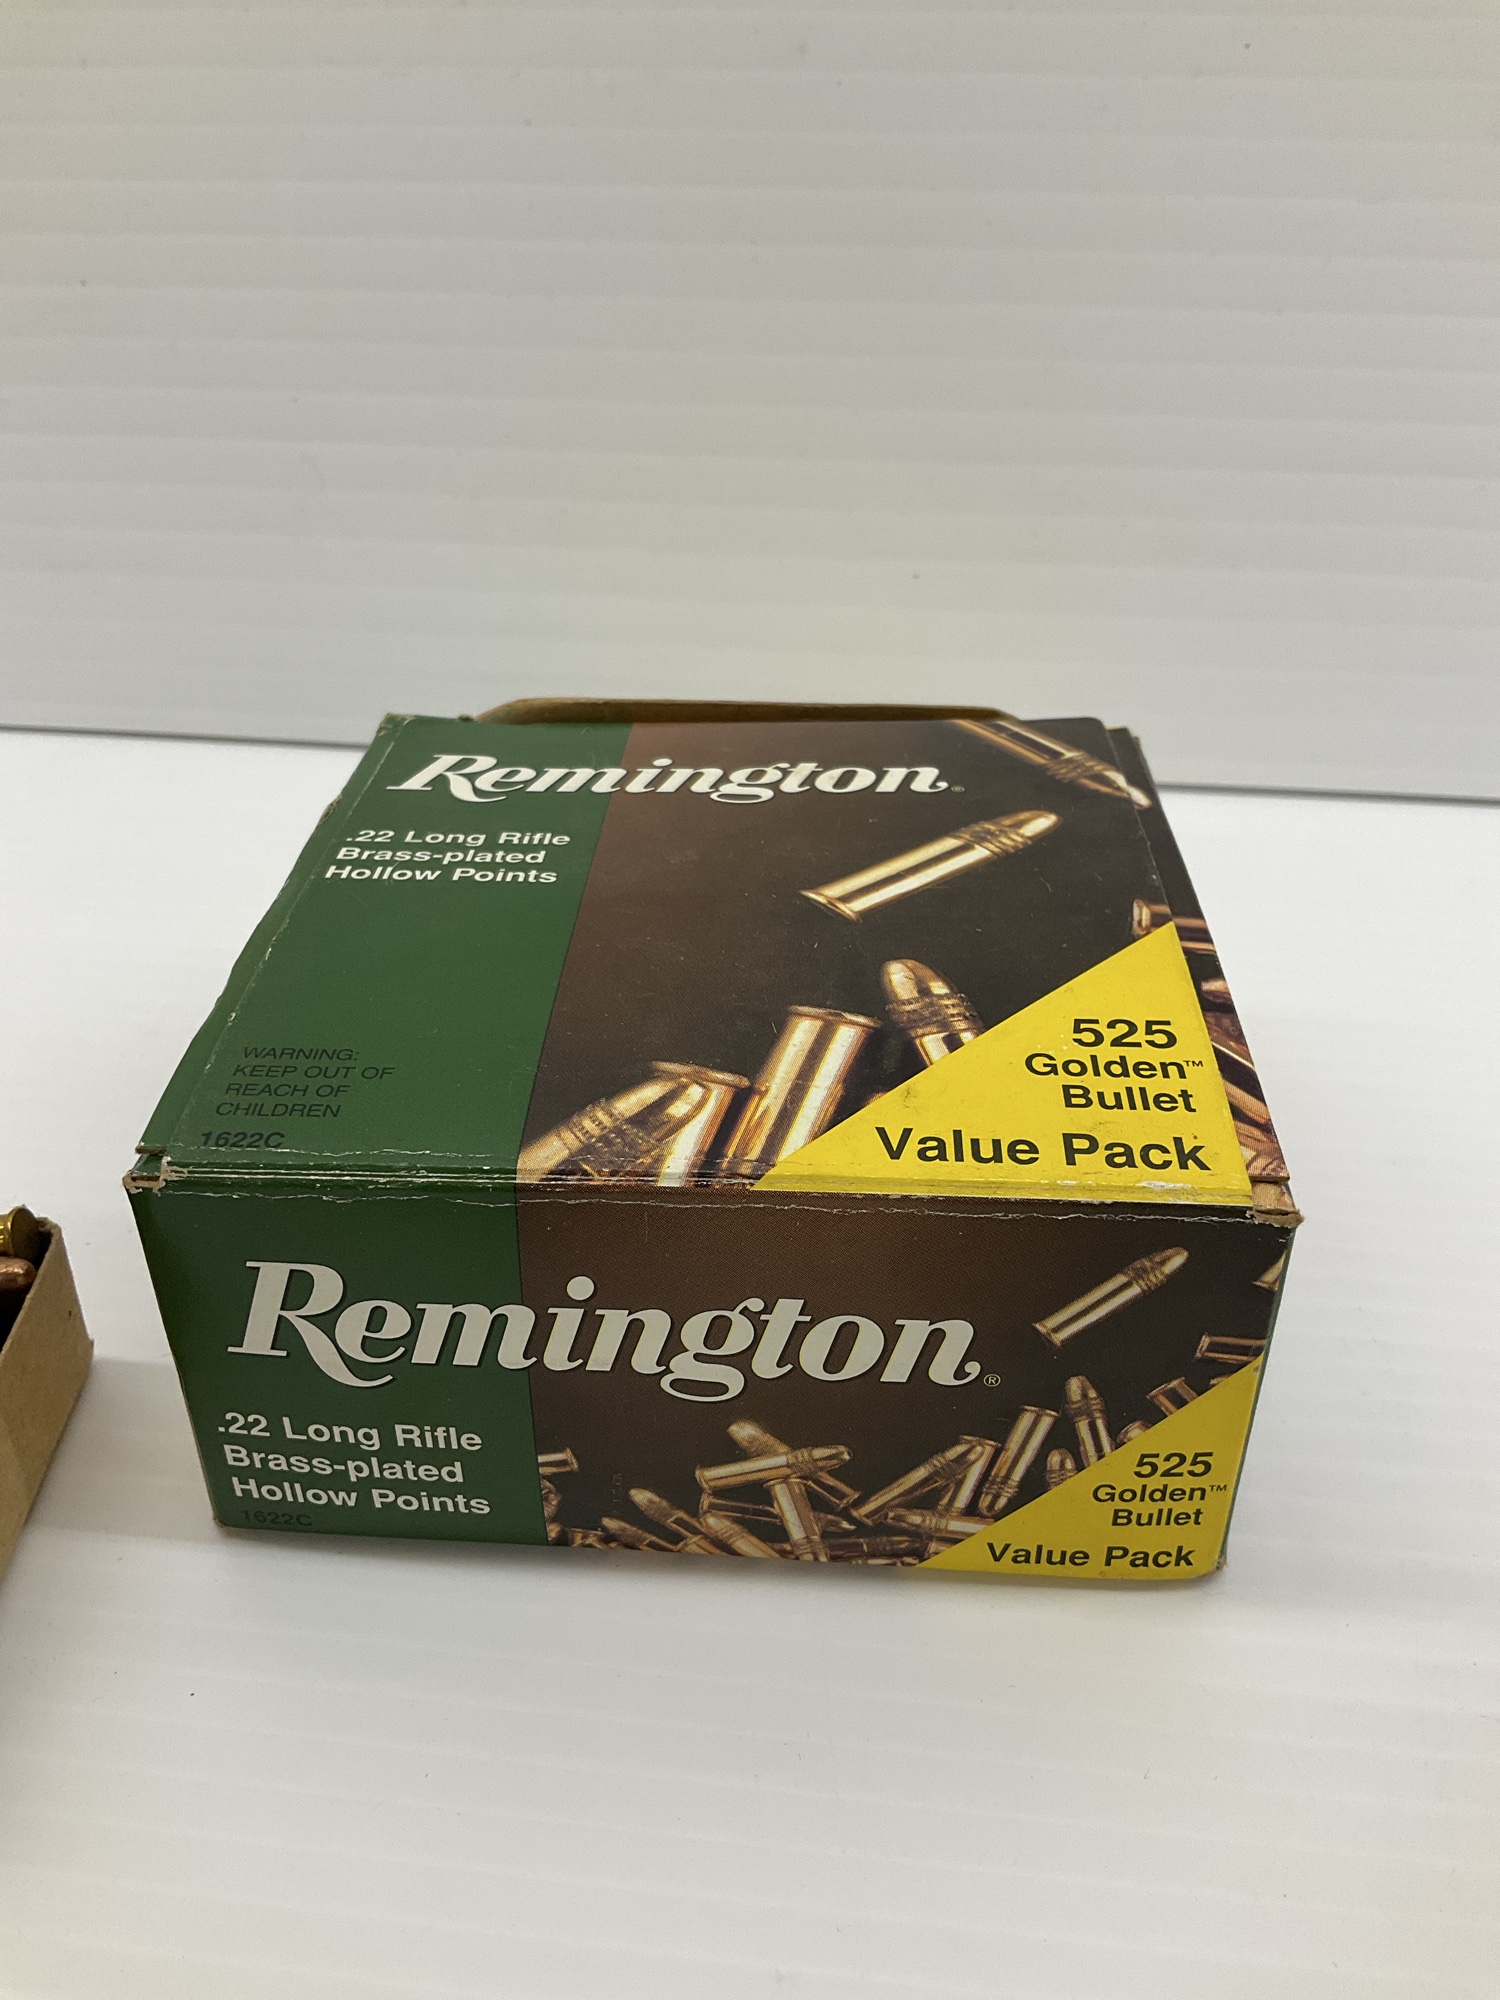 Remington®
.22 Long Rifle
Brass-plated
Hollow Points
525
Golden™
Bullet
Value Pack
WARNING:
KEEP OUT OF
REACH OF
CHILDREN
1622C
Remington®
.22 Long Rifle
Brass-plated
Hollow Points
1622C
525
Golden™
Bullet
Value Pack